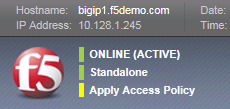 Hostname: bigip1.f5demo.com Date:
IP Address: 10.128.1.245 Time:
f5
ONLINE (ACTIVE)
Standalone
Apply Access Policy